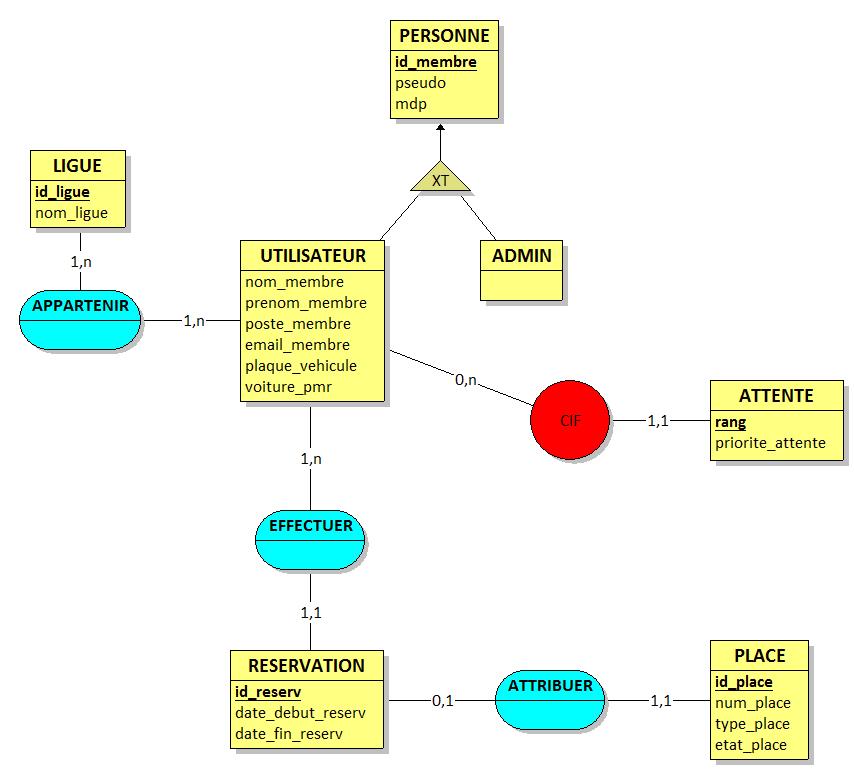 PERSONNE
id_membre
pseudo
mdp
XT
LIGUE
id_ligue
nom_ligue
1,n
APPARTENIR
1,n
UTILISATEUR
nom_membre
prenom_membre
poste_membre
email_membre
plaque_vehicule
voiture_pmr
ADMIN
0,n
CIF
1,1
ATTENTE
rang
priorite_attente
1,n
EFFECTUER
1,1
RESERVATION
id_reserv
date_debut_reserv
date_fin_reserv
0,1
ATTRIBUER
1,1
PLACE
id_place
num_place
type_place
etat_place